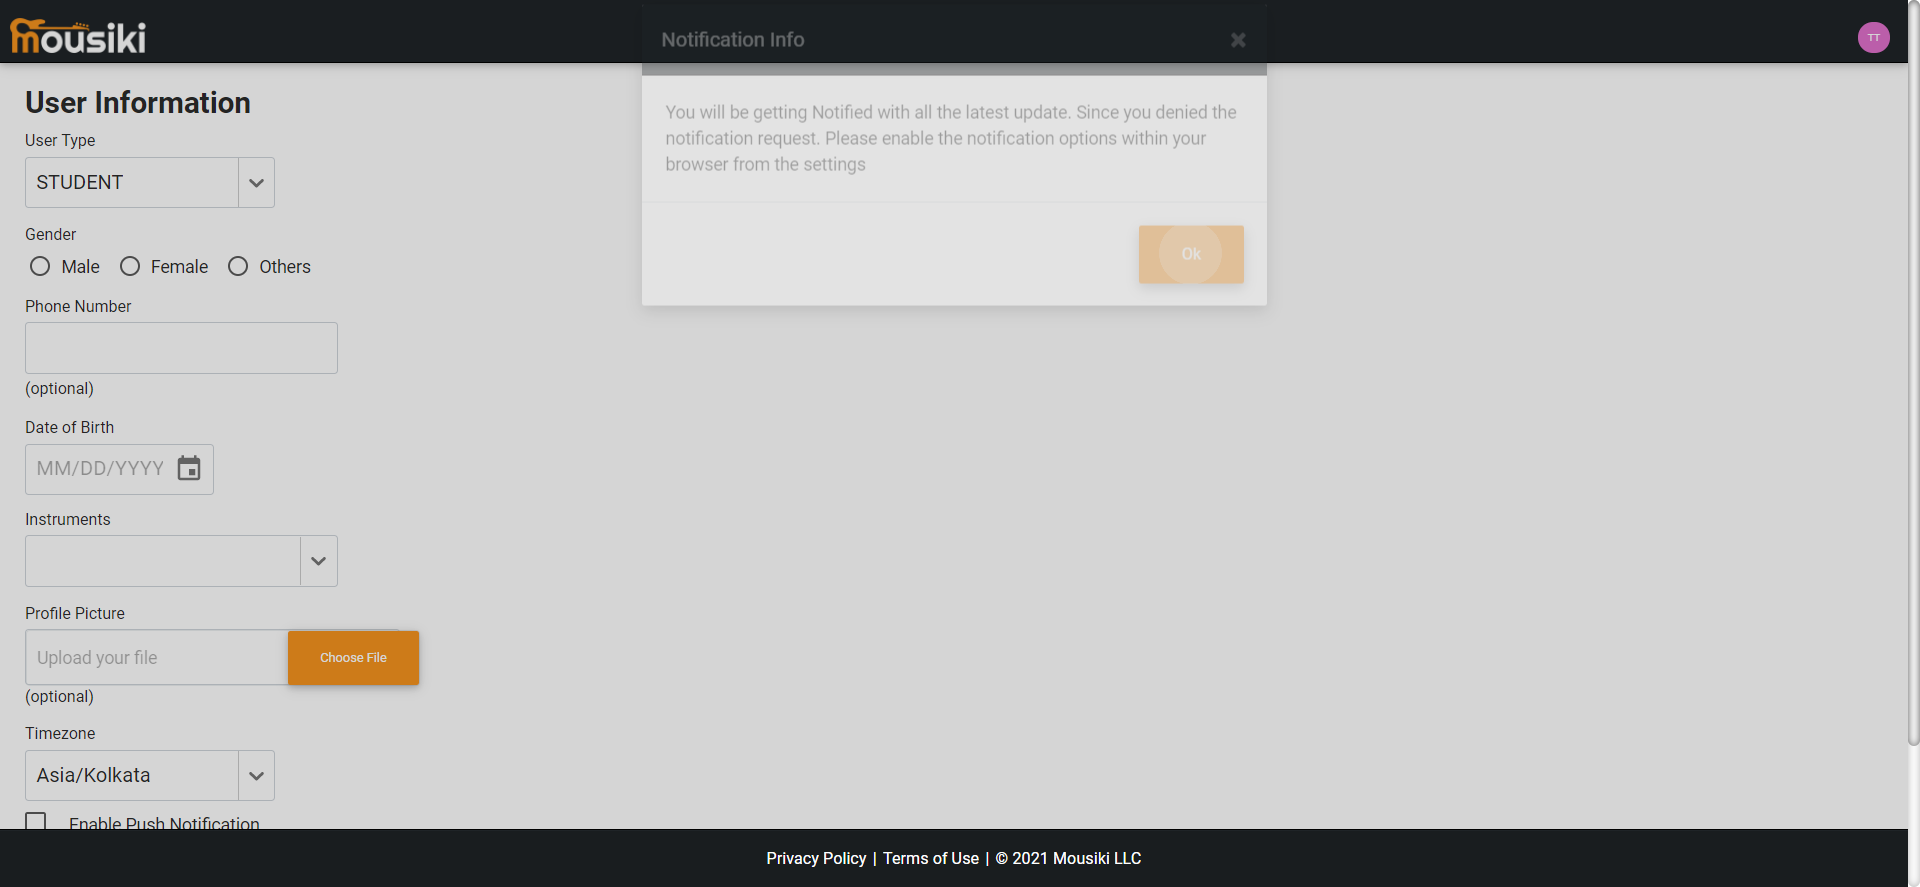 mousiki
TT
Notification Info
You will be getting Notified with all the latest update. Since you denied the
notification request. Please enable the notification options within your
browser from the settings
Ok
User Information
User Type
STUDENT
Gender
Male Female Others
Phone Number
(optional)
Date of Birth
MM/DD/YYYY
Instruments
Profile Picture
Upload your file Choose File
(optional)
Timezone
Asia/Kolkata
Enable Push Notification
Privacy Policy | Terms of Use | © 2021 Mousiki LLC